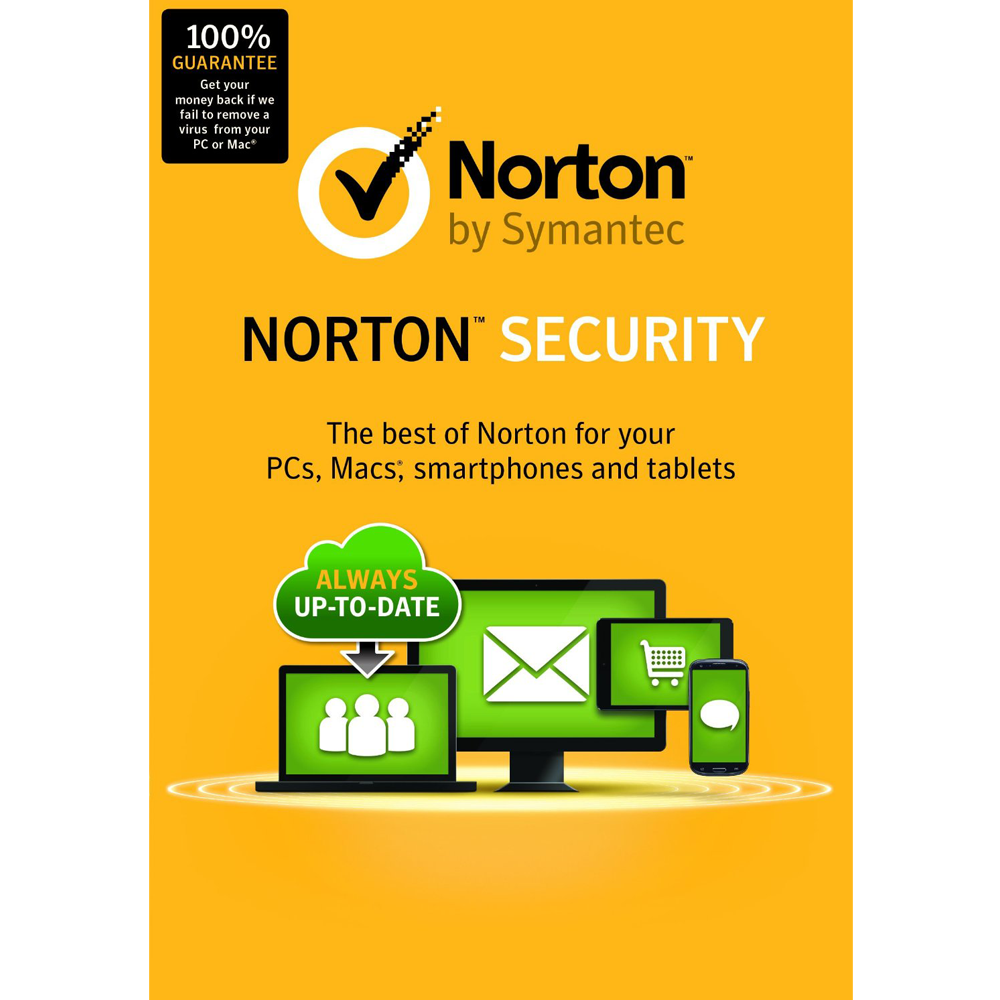 100%
GUARANTEE
Get your
money back if we
fail to remove a
virus from your
PC or Mac®
Norton™
by Symantec
NORTON™ SECURITY
The best of Norton for your
PCs, Macs®, smartphones and tablets
ALWAYS
UP-TO-DATE